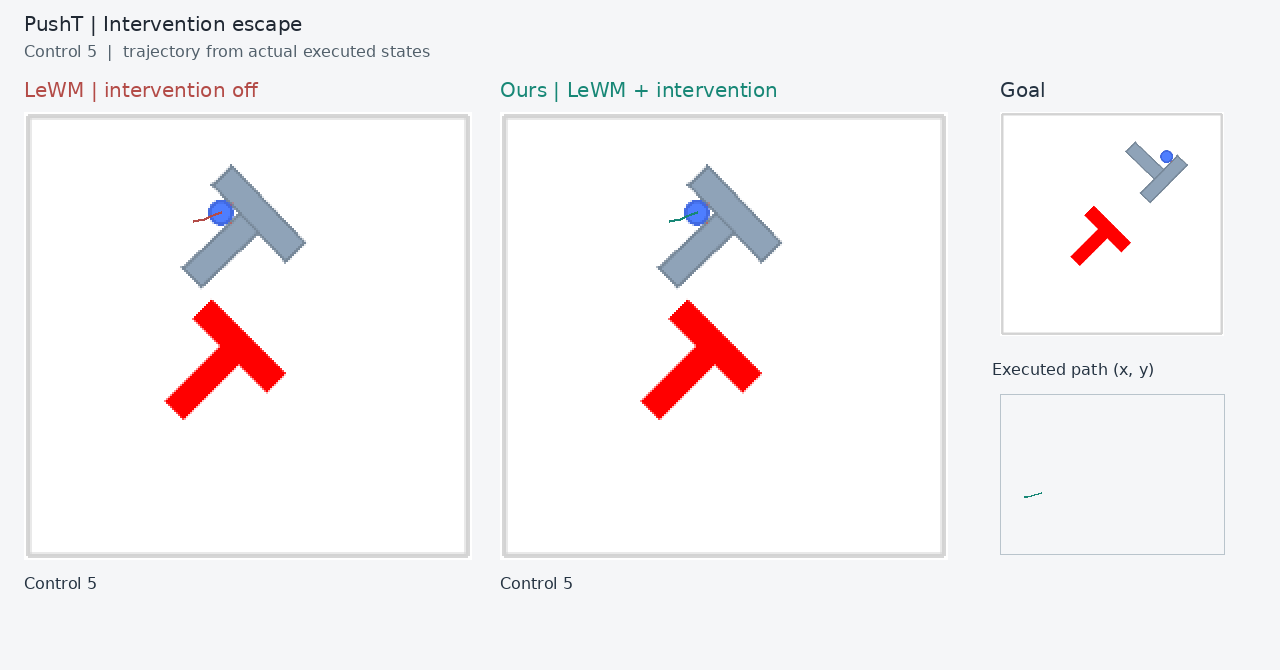 PushT | Intervention escape
Control 5 | trajectory from actual executed states
LeWM | intervention off
Ours | LeWM + intervention
Goal
Executed path (x, y)
Control 5
Control 5